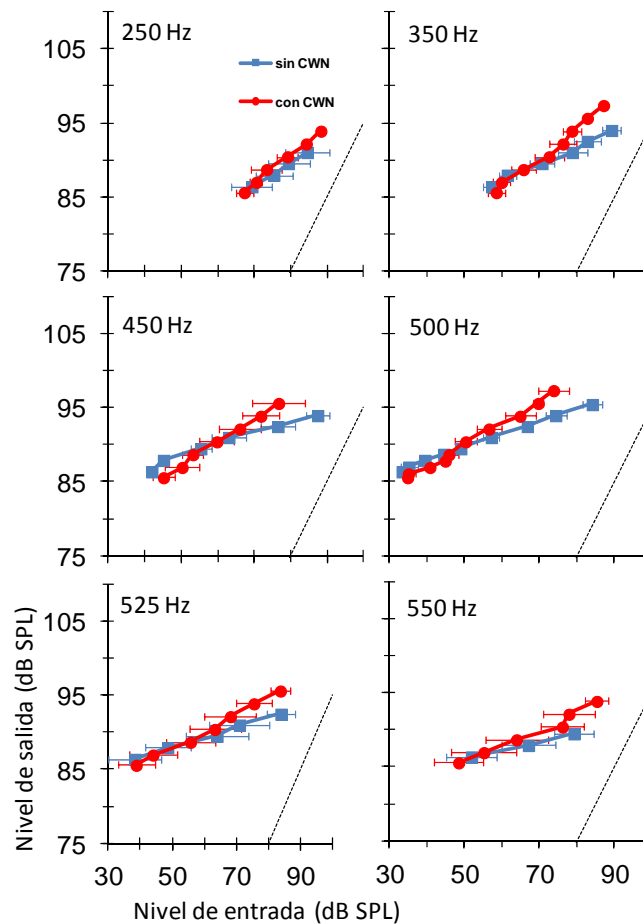 250 Hz
350 Hz
sin CWN
con CWN
105
95
85
75
450 Hz
500 Hz
105
95
85
75
525 Hz
550 Hz
105
95
85
75
Nivel de salida (dB SPL)
30 50 70 90 30 50 70 90
Nivel de entrada (dB SPL)